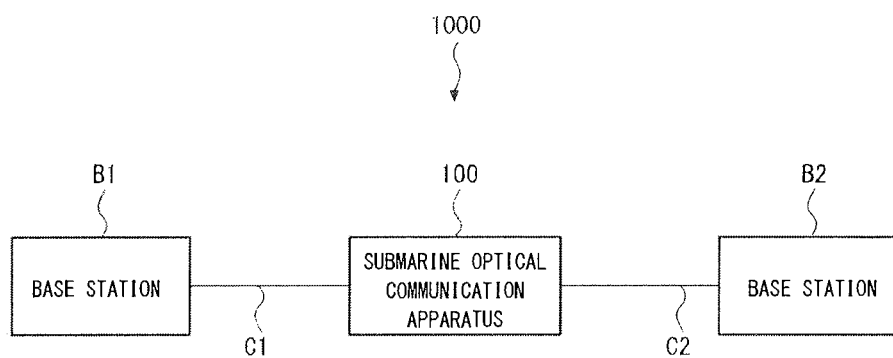 1000
B1
100
B2
BASE STATION
SUBMARINE OPTICAL
COMMUNICATION
APPARATUS
BASE STATION
C1
C2